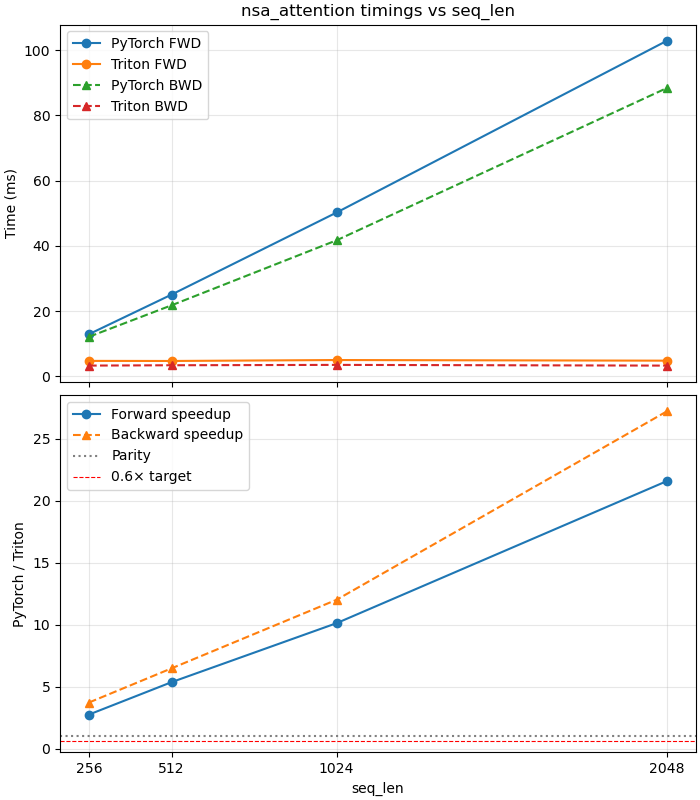 nsa_attention timings vs seq_len
PyTorch FWD
Triton FWD
PyTorch BWD
Triton BWD
Time (ms)
100
80
60
40
20
0
Forward speedup
Backward speedup
Parity
0.6× target
PyTorch / Triton
25
20
15
10
5
0
256
512
1024
2048
seq_len